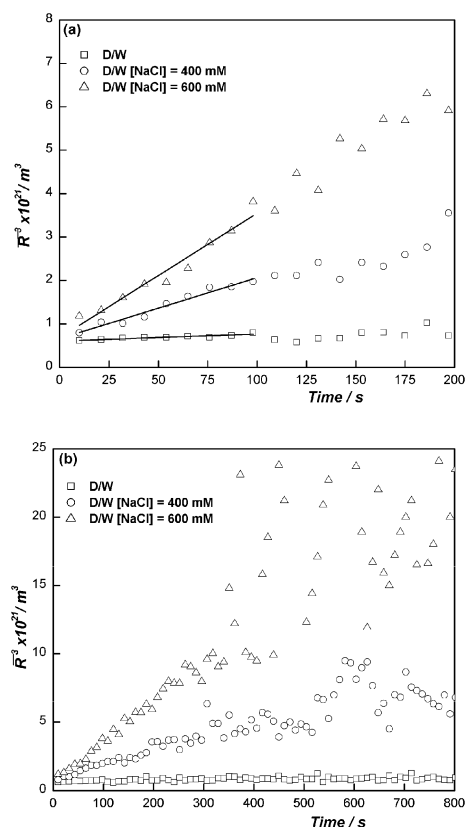 (a)
D/W
D/W [NaCl] = 400 mM
D/W [NaCl] = 600 mM
8
7
6
5
4
3
2
1
0
R̅⁻³ x10²¹/ m³
0 25 50 75 100 125 150 175 200
Time / s
(b)
D/W
D/W [NaCl] = 400 mM
D/W [NaCl] = 600 mM
25
20
15
10
5
0
R̅⁻³ x10²¹/ m³
0 100 200 300 400 500 600 700 800
Time / s